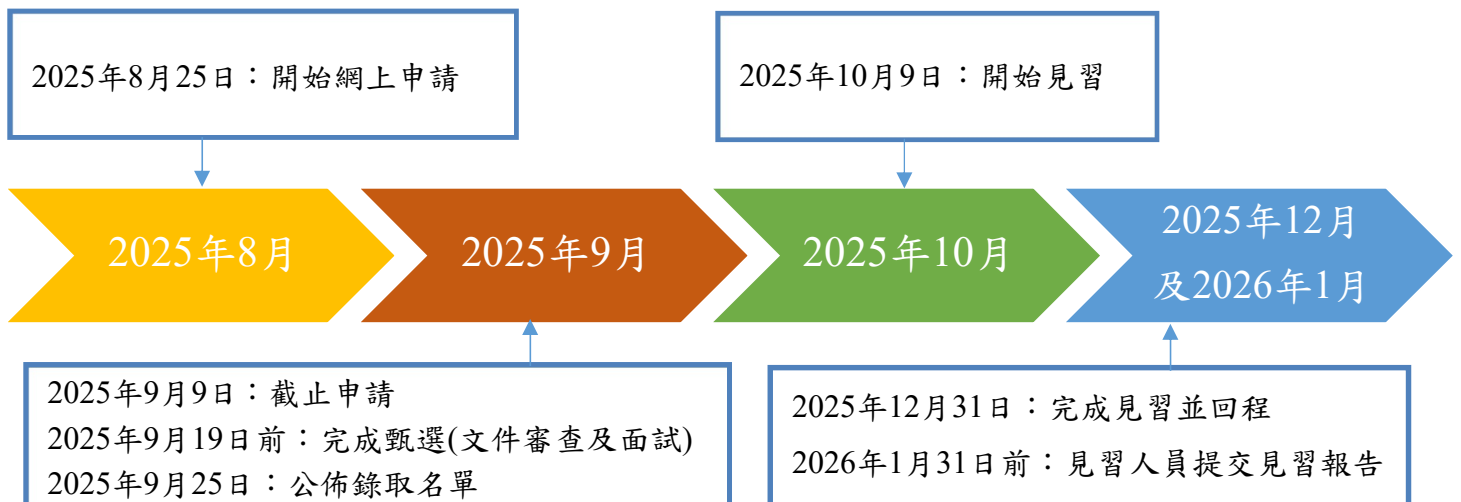 2025年8月25日：開始網上申請
2025年10月9日：開始見習
2025年8月
2025年9月
2025年10月
2025年12月
及2026年1月
2025年9月9日：截止申請
2025年9月19日前：完成甄選(文件審查及面試)
2025年9月25日：公佈錄取名單
2025年12月31日：完成見習並回程
2026年1月31日前：見習人員提交見習報告